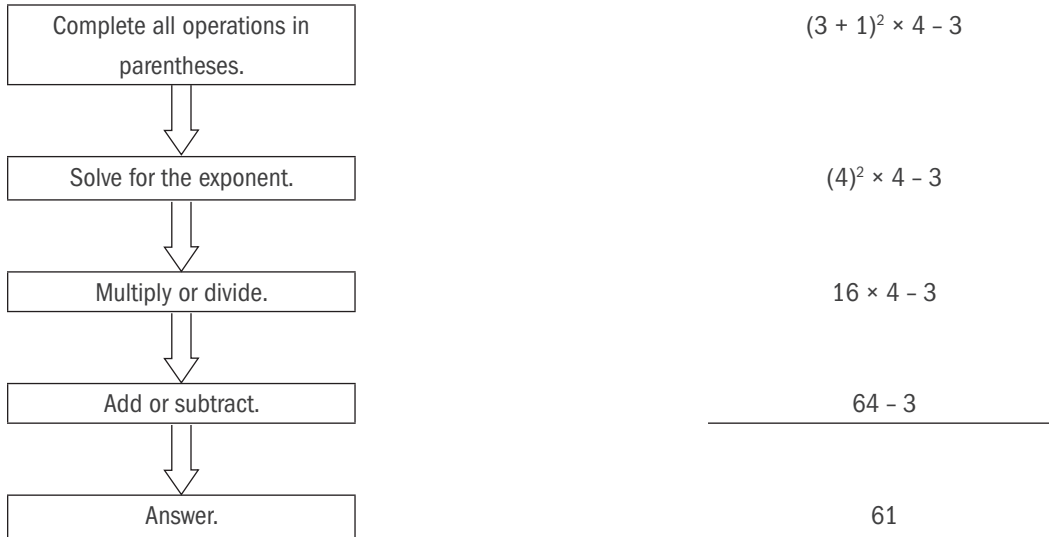 Complete all operations in
parentheses.
(3 + 1)² × 4 – 3
Solve for the exponent.
(4)² × 4 – 3
Multiply or divide.
16 × 4 – 3
Add or subtract.
64 – 3
Answer.
61